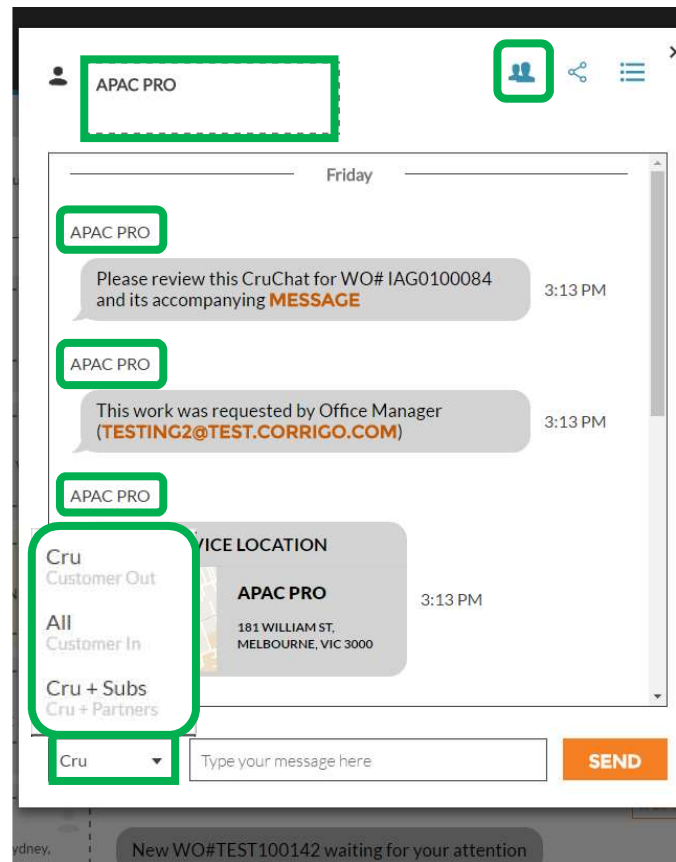 APAC PRO
Friday
APAC PRO
Please review this CruChat for WO# IAG0100084
and its accompanying MESSAGE
3:13 PM
APAC PRO
This work was requested by Office Manager
(TESTING2@TEST.CORRIGO.COM)
3:13 PM
APAC PRO
VICE LOCATION
APAC PRO
181 WILLIAM ST,
MELBOURNE, VIC 3000
3:13 PM
Cru
Customer Out
All
Customer In
Cru + Subs
Cru + Partners
Cru
Type your message here
SEND
ydney,
New WO#TEST100142 waiting for your attention